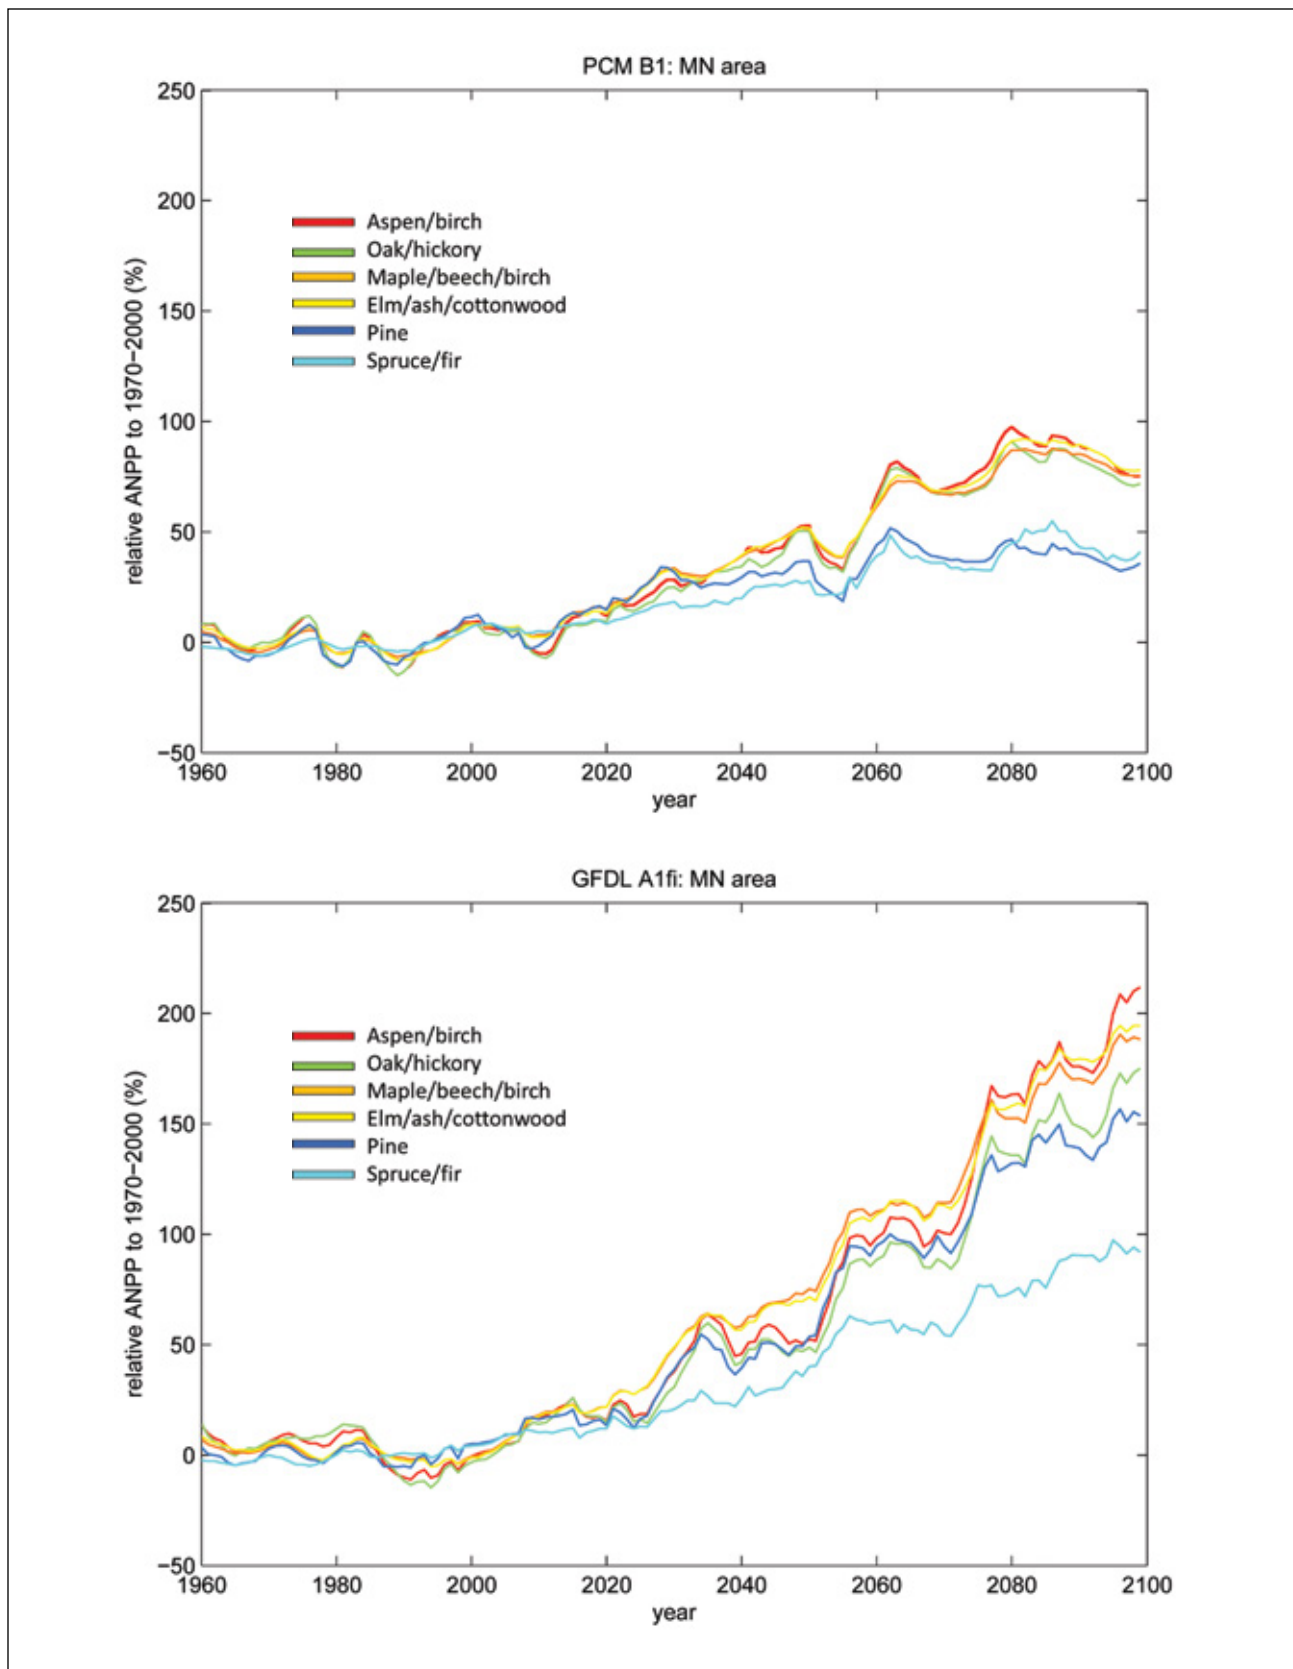 PCM B1: MN area
250
200
150
100
50
0
−50
relative ANPP to 1970−2000 (%)
Aspen/birch
Oak/hickory
Maple/beech/birch
Elm/ash/cottonwood
Pine
Spruce/fir
1960 1980 2000 2020 2040 2060 2080 2100
year
GFDL A1fi: MN area
250
200
150
100
50
0
−50
relative ANPP to 1970−2000 (%)
Aspen/birch
Oak/hickory
Maple/beech/birch
Elm/ash/cottonwood
Pine
Spruce/fir
1960 1980 2000 2020 2040 2060 2080 2100
year